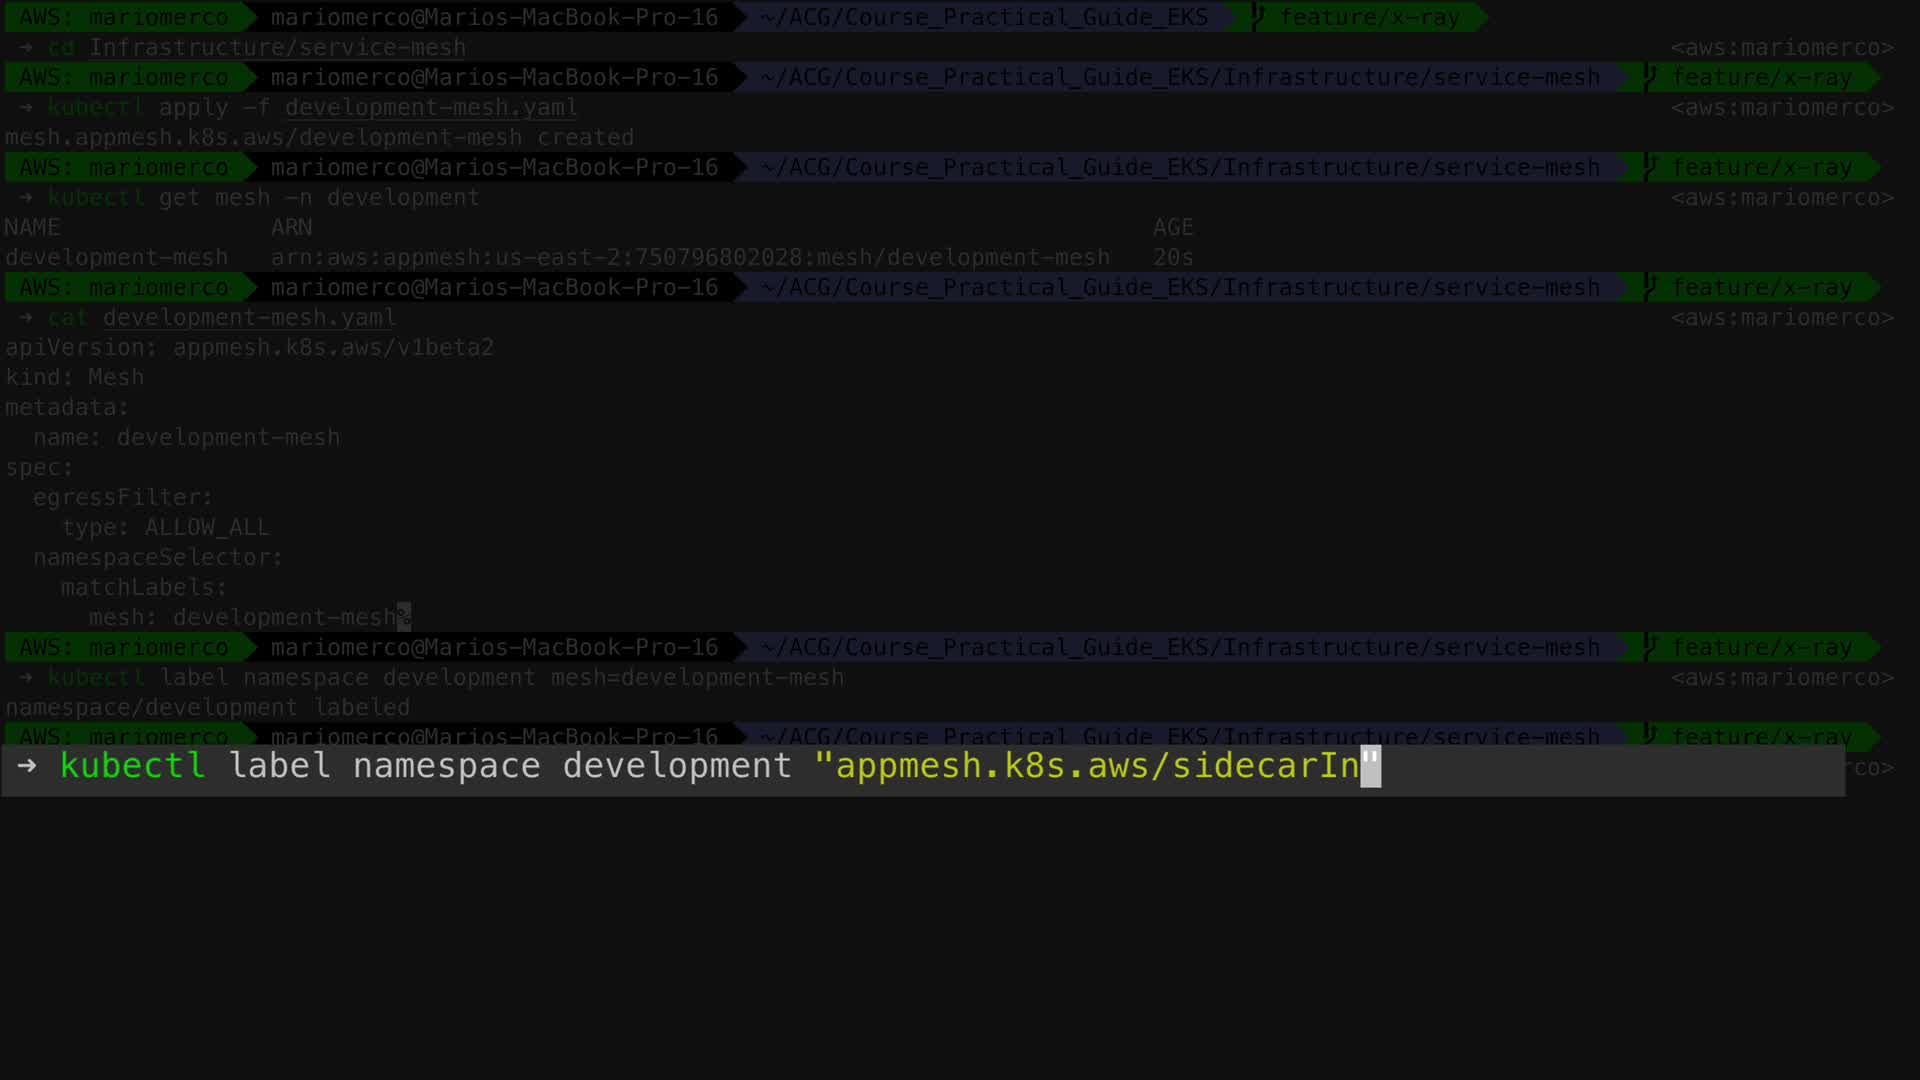 AWS: mariomerco mariomerco@Marios-MacBook-Pro-16 ~/ACG/Course_Practical_Guide_EKS feature/x-ray
→ cd Infrastructure/service-mesh <aws:mariomerco>
AWS: mariomerco mariomerco@Marios-MacBook-Pro-16 ~/ACG/Course_Practical_Guide_EKS/Infrastructure/service-mesh feature/x-ray
→ kubectl apply -f development-mesh.yaml <aws:mariomerco>
mesh.appmesh.k8s.aws/development-mesh created
AWS: mariomerco mariomerco@Marios-MacBook-Pro-16 ~/ACG/Course_Practical_Guide_EKS/Infrastructure/service-mesh feature/x-ray
→ kubectl get mesh -n development <aws:mariomerco>
NAME ARN AGE
development-mesh arn:aws:appmesh:us-east-2:750796802028:mesh/development-mesh 20s
AWS: mariomerco mariomerco@Marios-MacBook-Pro-16 ~/ACG/Course_Practical_Guide_EKS/Infrastructure/service-mesh feature/x-ray
→ cat development-mesh.yaml <aws:mariomerco>
apiVersion: appmesh.k8s.aws/v1beta2
kind: Mesh
metadata:
  name: development-mesh
spec:
  egressFilter:
    type: ALLOW_ALL
  namespaceSelector:
    matchLabels:
      mesh: development-mesh%
AWS: mariomerco mariomerco@Marios-MacBook-Pro-16 ~/ACG/Course_Practical_Guide_EKS/Infrastructure/service-mesh feature/x-ray
→ kubectl label namespace development mesh=development-mesh <aws:mariomerco>
namespace/development labeled
AWS: mariomerco mariomerco@Marios-MacBook-Pro-16 ~/ACG/Course_Practical_Guide_EKS/Infrastructure/service-mesh feature/x-ray
→ kubectl label namespace development "appmesh.k8s.aws/sidecarIn" rco>